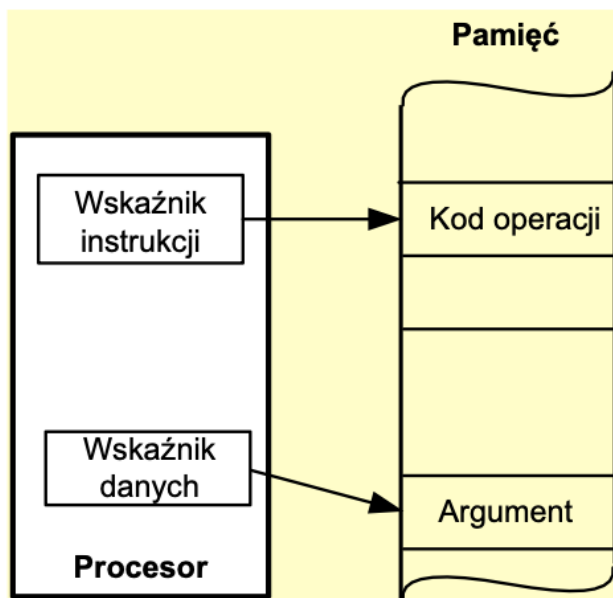 Pamięć
Wskaźnik
instrukcji
Kod operacji
Wskaźnik
danych
Argument
Procesor